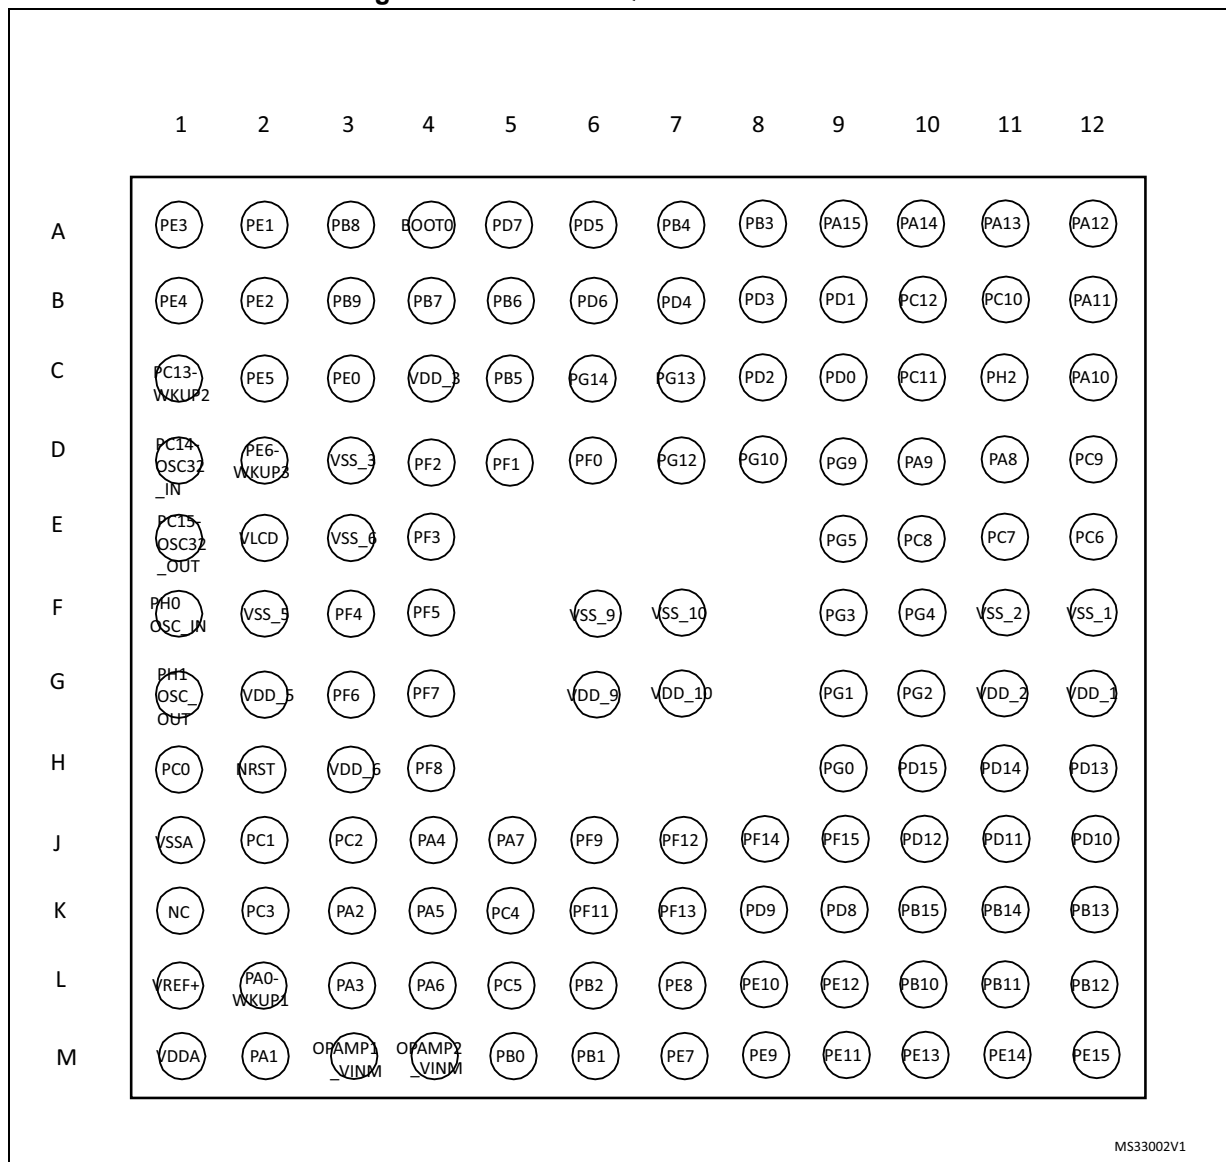 1 2 3 4 5 6 7 8 9 10 11 12
A PE3 PE1 PB8 BOOT0 PD7 PD5 PB4 PB3 PA15 PA14 PA13 PA12
B PE4 PE2 PB9 PB7 PB6 PD6 PD4 PD3 PD1 PC12 PC10 PA11
C PC13-WKUP2 PE5 PE0 VDD_3 PB5 PG14 PG13 PD2 PD0 PC11 PH2 PA10
D PC14-OSC32_IN PE6-WKUP3 VSS_3 PF2 PF1 PF0 PG12 PG10 PG9 PA9 PA8 PC9
E PC15-OSC32_OUT VLCD VSS_6 PF3 PG5 PC8 PC7 PC6
F PH0 OSC_IN VSS_5 PF4 PF5 VSS_9 VSS_10 PG3 PG4 VSS_2 VSS_1
G PH1-OSC_OUT VDD_5 PF6 PF7 VDD_9 VDD_10 PG1 PG2 VDD_2 VDD_1
H PC0 NRST VDD_6 PF8 PG0 PD15 PD14 PD13
J VSSA PC1 PC2 PA4 PA7 PF9 PF12 PF14 PF15 PD12 PD11 PD10
K NC PC3 PA2 PA5 PC4 PF11 PF13 PD9 PD8 PB15 PB14 PB13
L VREF+ PA0-WKUP1 PA3 PA6 PC5 PB2 PE8 PE10 PE12 PB10 PB11 PB12
M VDDA PA1 OPAMP1_VINM OPAMP2_VINM PB0 PB1 PE7 PE9 PE11 PE13 PE14 PE15
MS33002V1